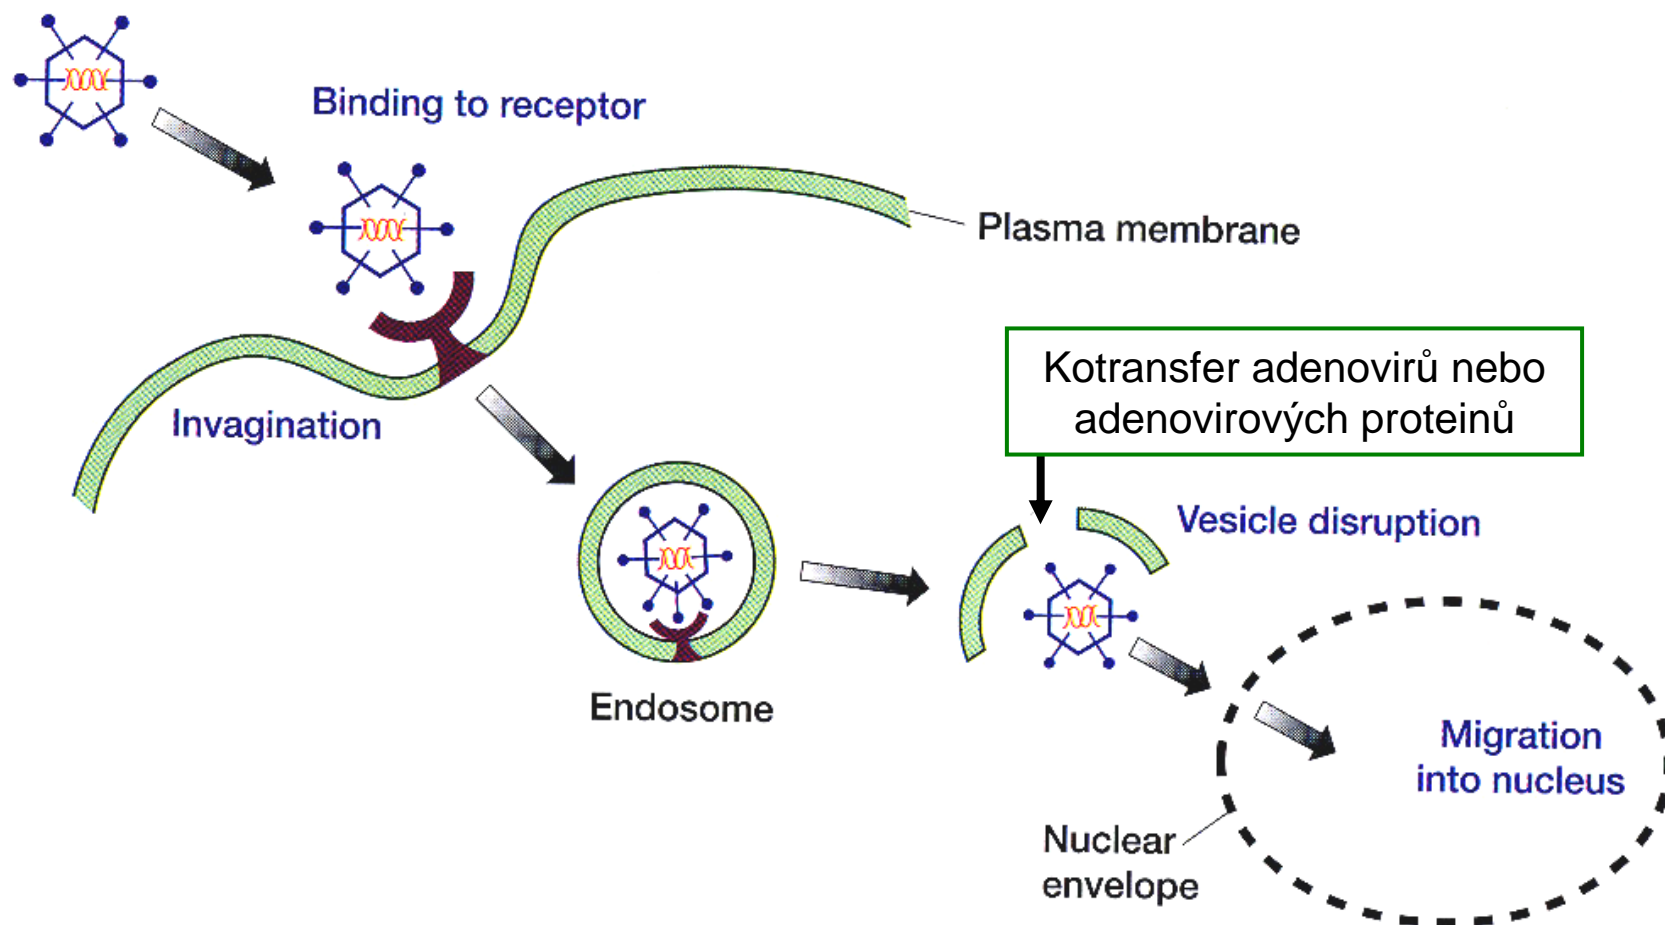 Binding to receptor
Plasma membrane
Kotransfer adenovirů nebo
adenovirových proteinů
Invagination
Vesicle disruption
Endosome
Migration
into nucleus
Nuclear
envelope